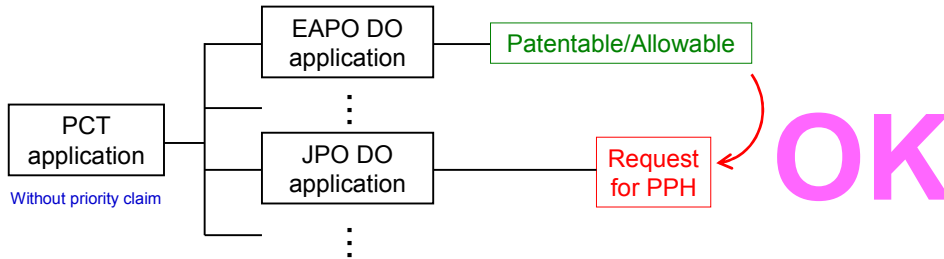 EAPO DO
application
Patentable/Allowable
PCT
application
Without priority claim
JPO DO
application
Request
for PPH
OK